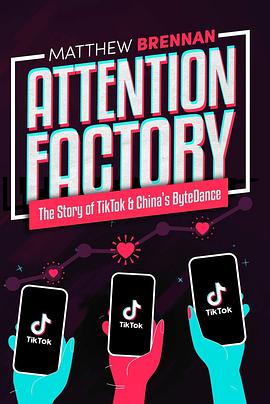 MATTHEW BRENNAN
ATTENTION
FACTORY
The Story of TikTok & China's ByteDance
TikTok
TikTok
TikTok